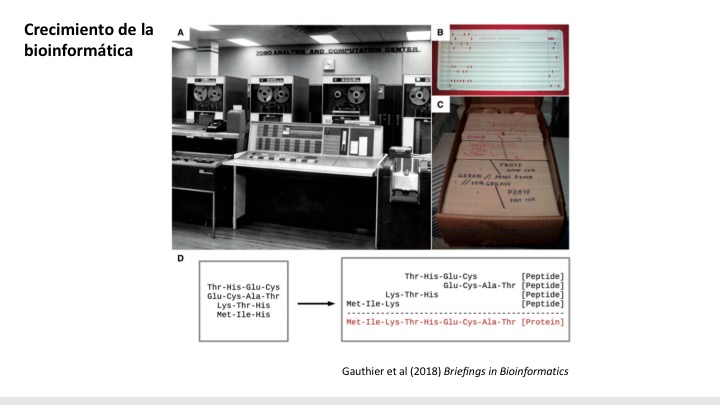 Crecimiento de la
bioinformática
A
7090 ANALYSIS AND COMPUTATION CENTER
B
C
D
Thr-His-Glu-Cys
Glu-Cys-Ala-Thr
Lys-Thr-His
Met-Ile-His
Thr-His-Glu-Cys [Peptide]
Glu-Cys-Ala-Thr [Peptide]
Lys-Thr-His [Peptide]
Met-Ile-Lys [Peptide]
Met-Ile-Lys-Thr-His-Glu-Cys-Ala-Thr [Protein]
Gauthier et al (2018) Briefings in Bioinformatics